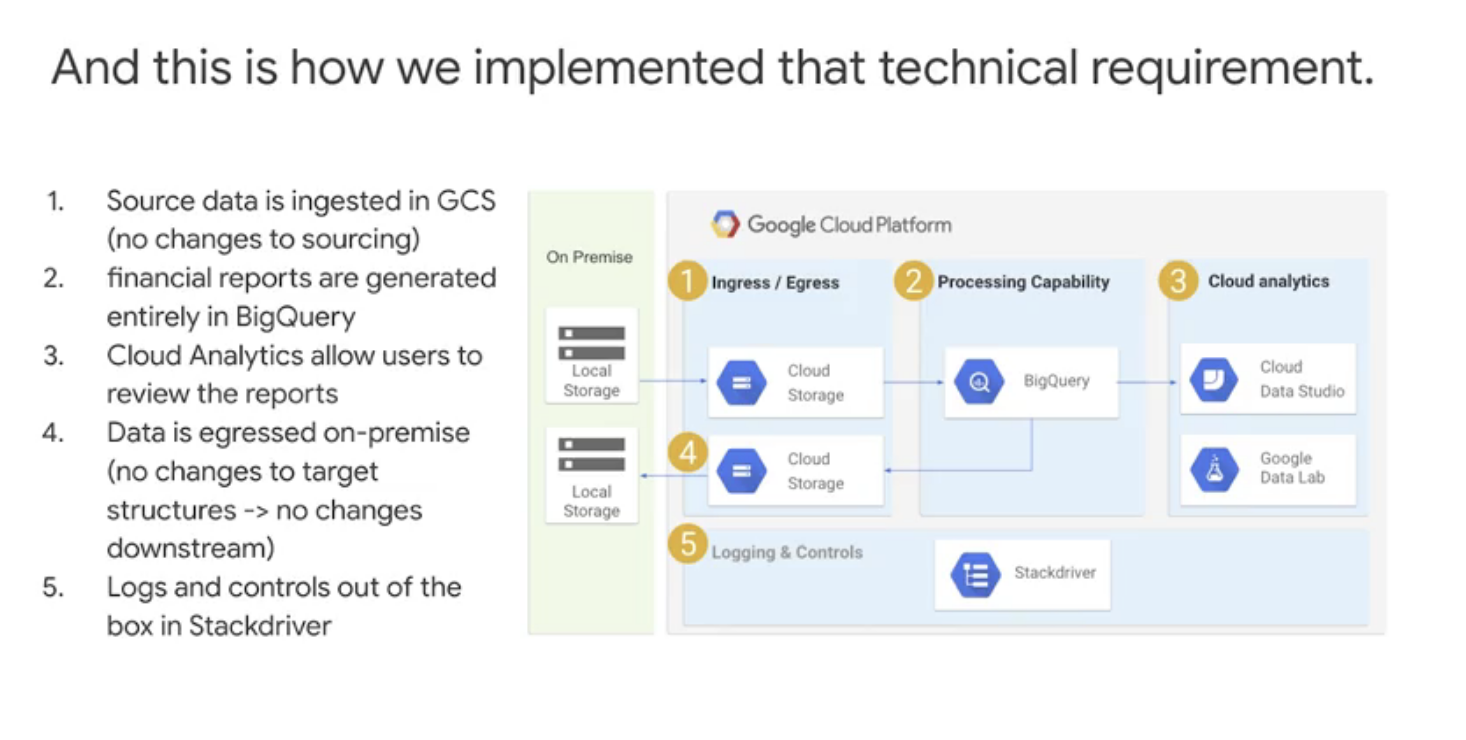 And this is how we implemented that technical requirement.
1. Source data is ingested in GCS
(no changes to sourcing)
2. financial reports are generated
entirely in BigQuery
3. Cloud Analytics allow users to
review the reports
4. Data is egressed on-premise
(no changes to target
structures -> no changes
downstream)
5. Logs and controls out of the
box in Stackdriver
On Premise
Local
Storage
Local
Storage
Google Cloud Platform
1 Ingress / Egress
Cloud
Storage
4
Cloud
Storage
2 Processing Capability
BigQuery
3 Cloud analytics
Cloud
Data Studio
Google
Data Lab
5 Logging & Controls
Stackdriver